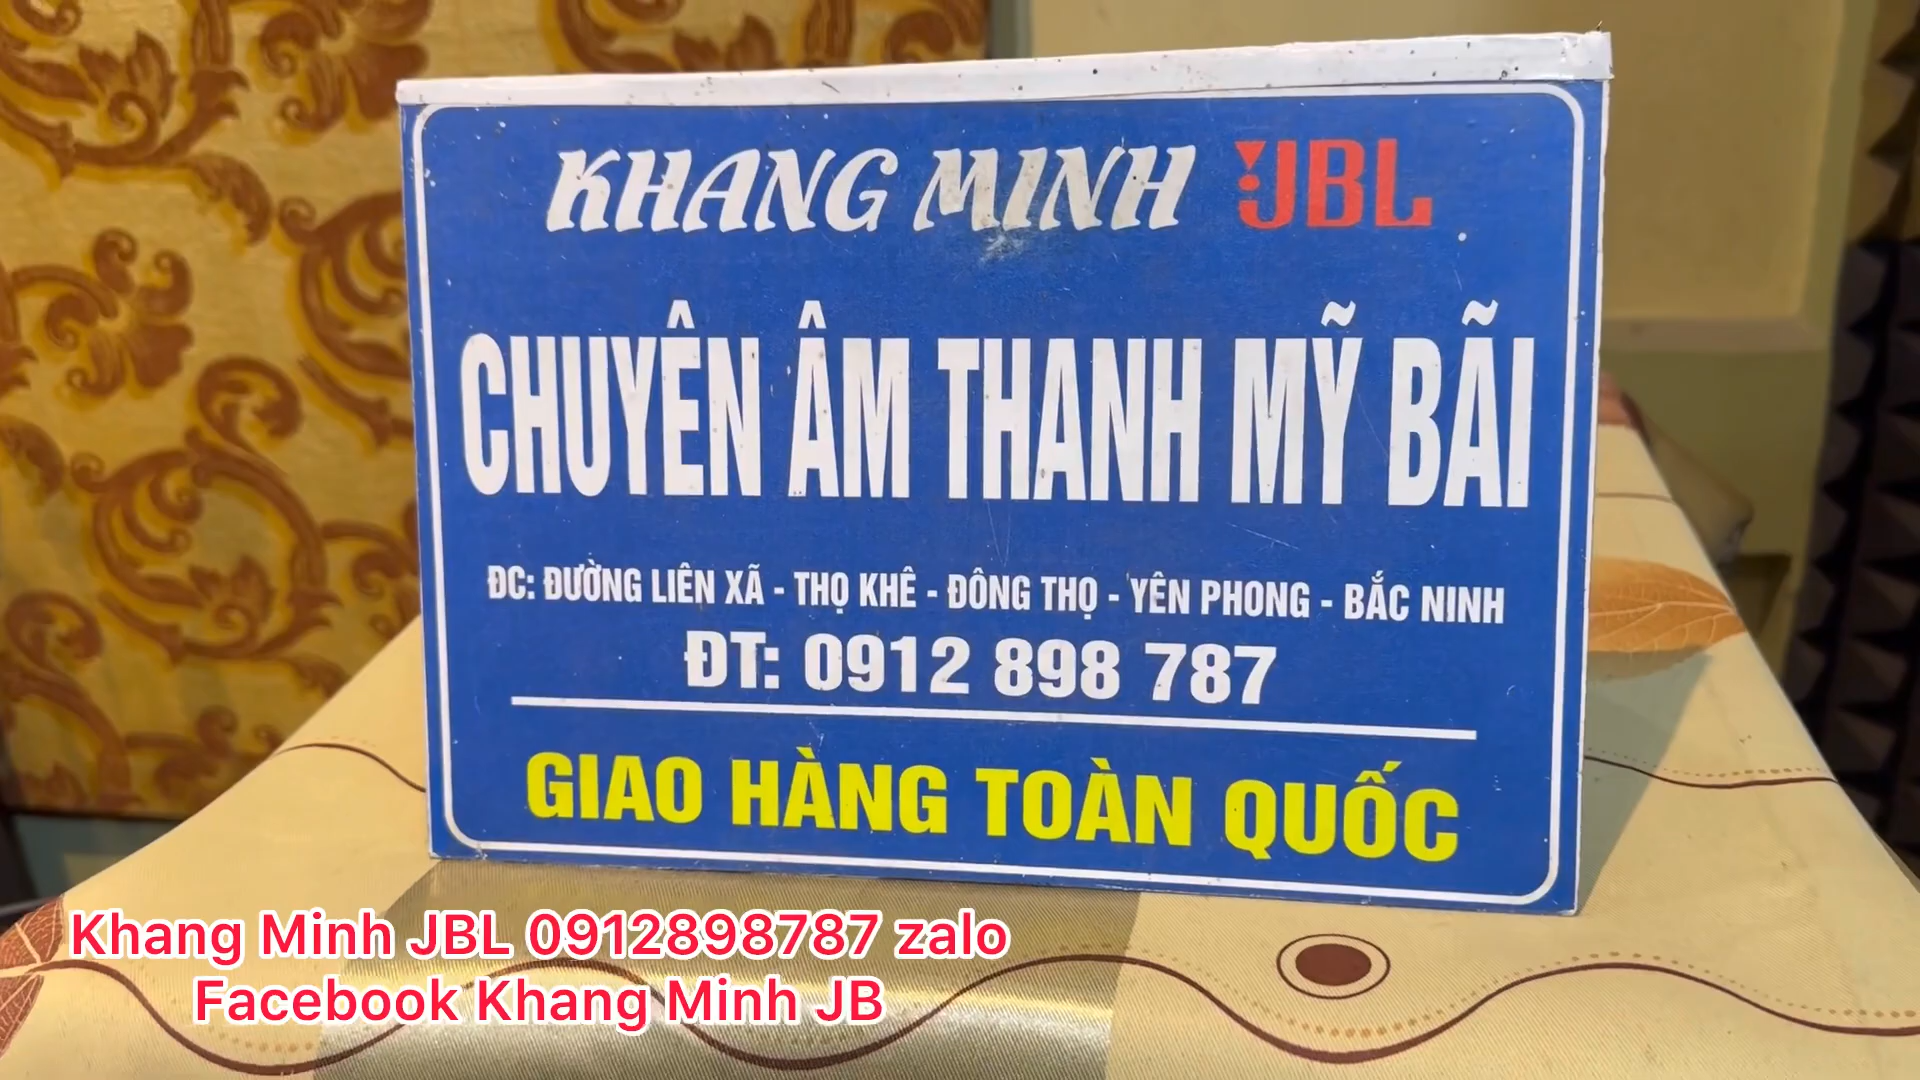 KHANG MINH JBL
CHUYÊN ÂM THANH MỸ BÃI
ĐC: ĐƯỜNG LIÊN XÃ - THỌ KHÊ - ĐÔNG THỌ - YÊN PHONG - BẮC NINH
ĐT: 0912 898 787
GIAO HÀNG TOÀN QUỐC
Khang Minh JBL 0912898787 zalo
Facebook Khang Minh JB